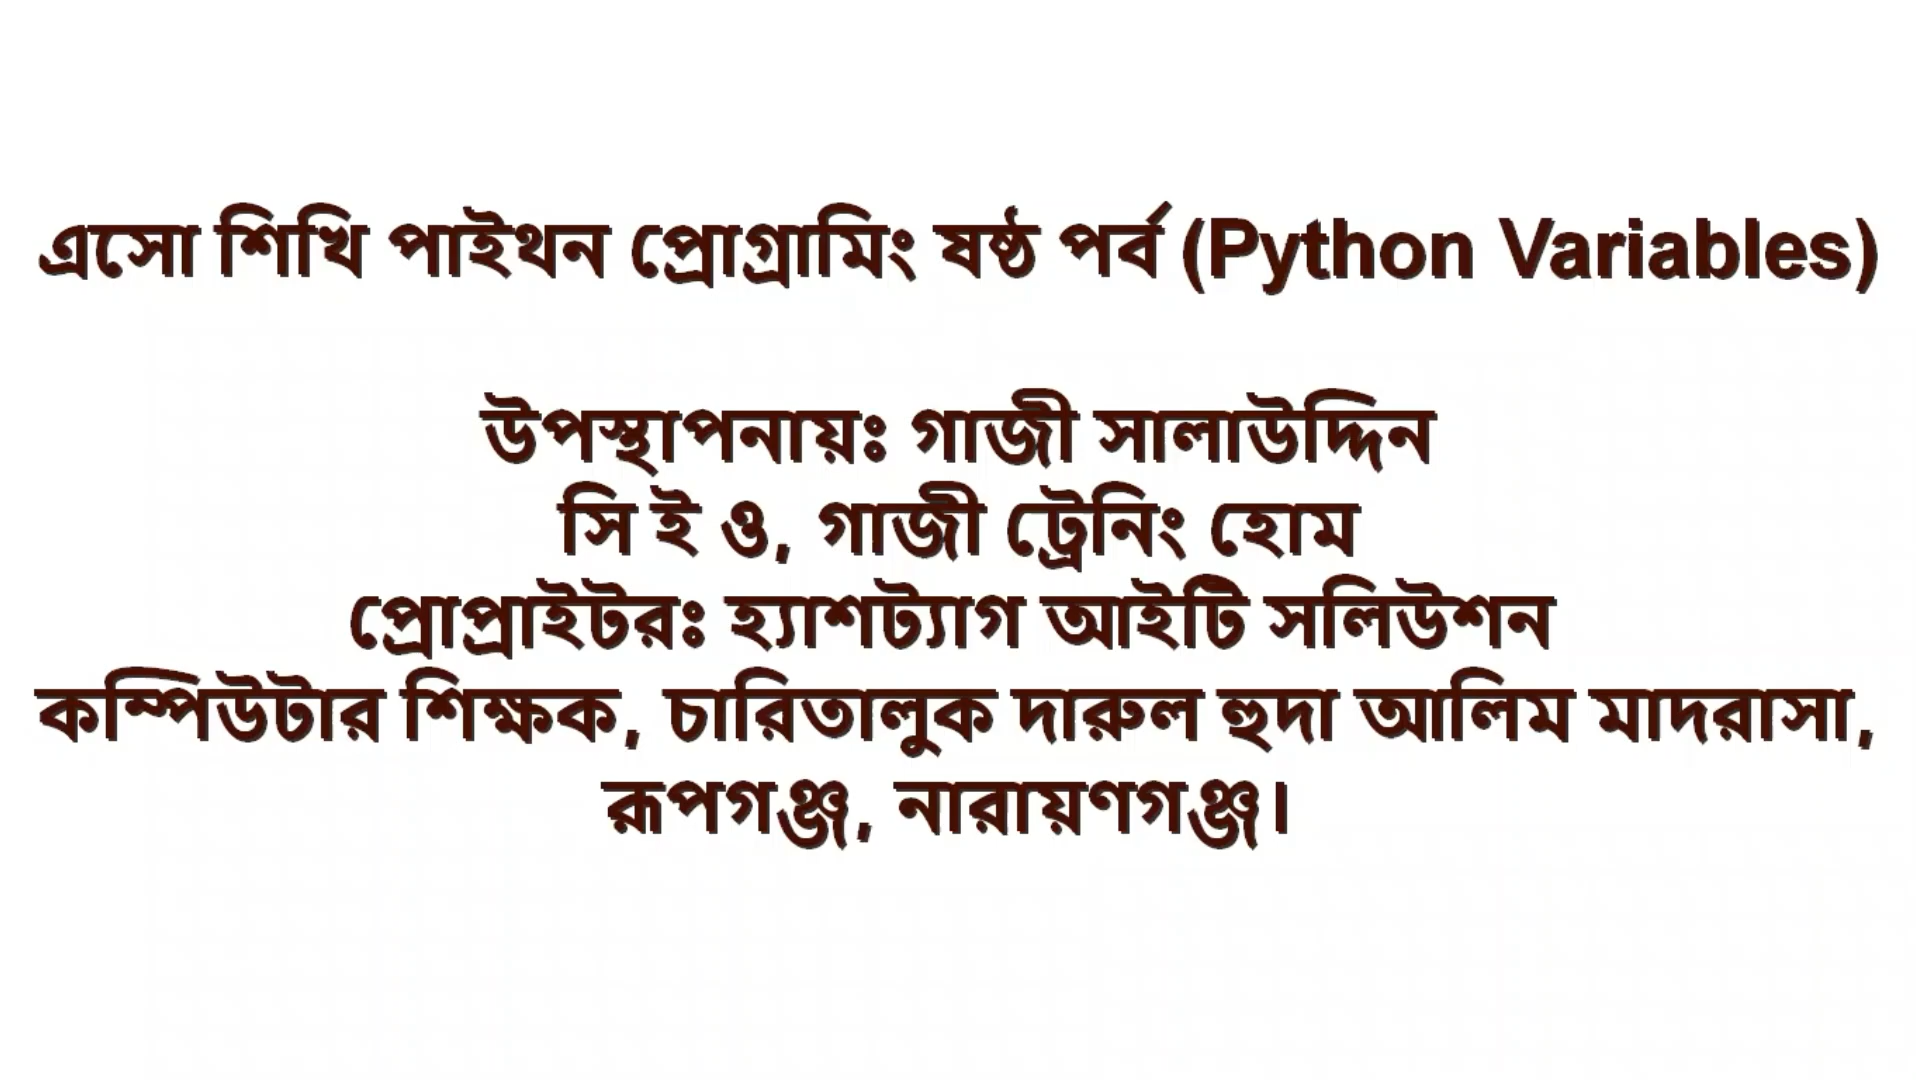 এসো শিখি পাইথন প্রোগ্রামিং ষষ্ঠ পর্ব (Python Variables)
উপস্থাপনায়ঃ গাজী সালাউদ্দিন
সি ই ও, গাজী ট্রেনিং হোম
প্রোপ্রাইটরঃ হ্যাশট্যাগ আইটি সলিউশন
কম্পিউটার শিক্ষক, চারিতালুক দারুল হুদা আলিম মাদরাসা,
রূপগঞ্জ, নারায়ণগঞ্জ।